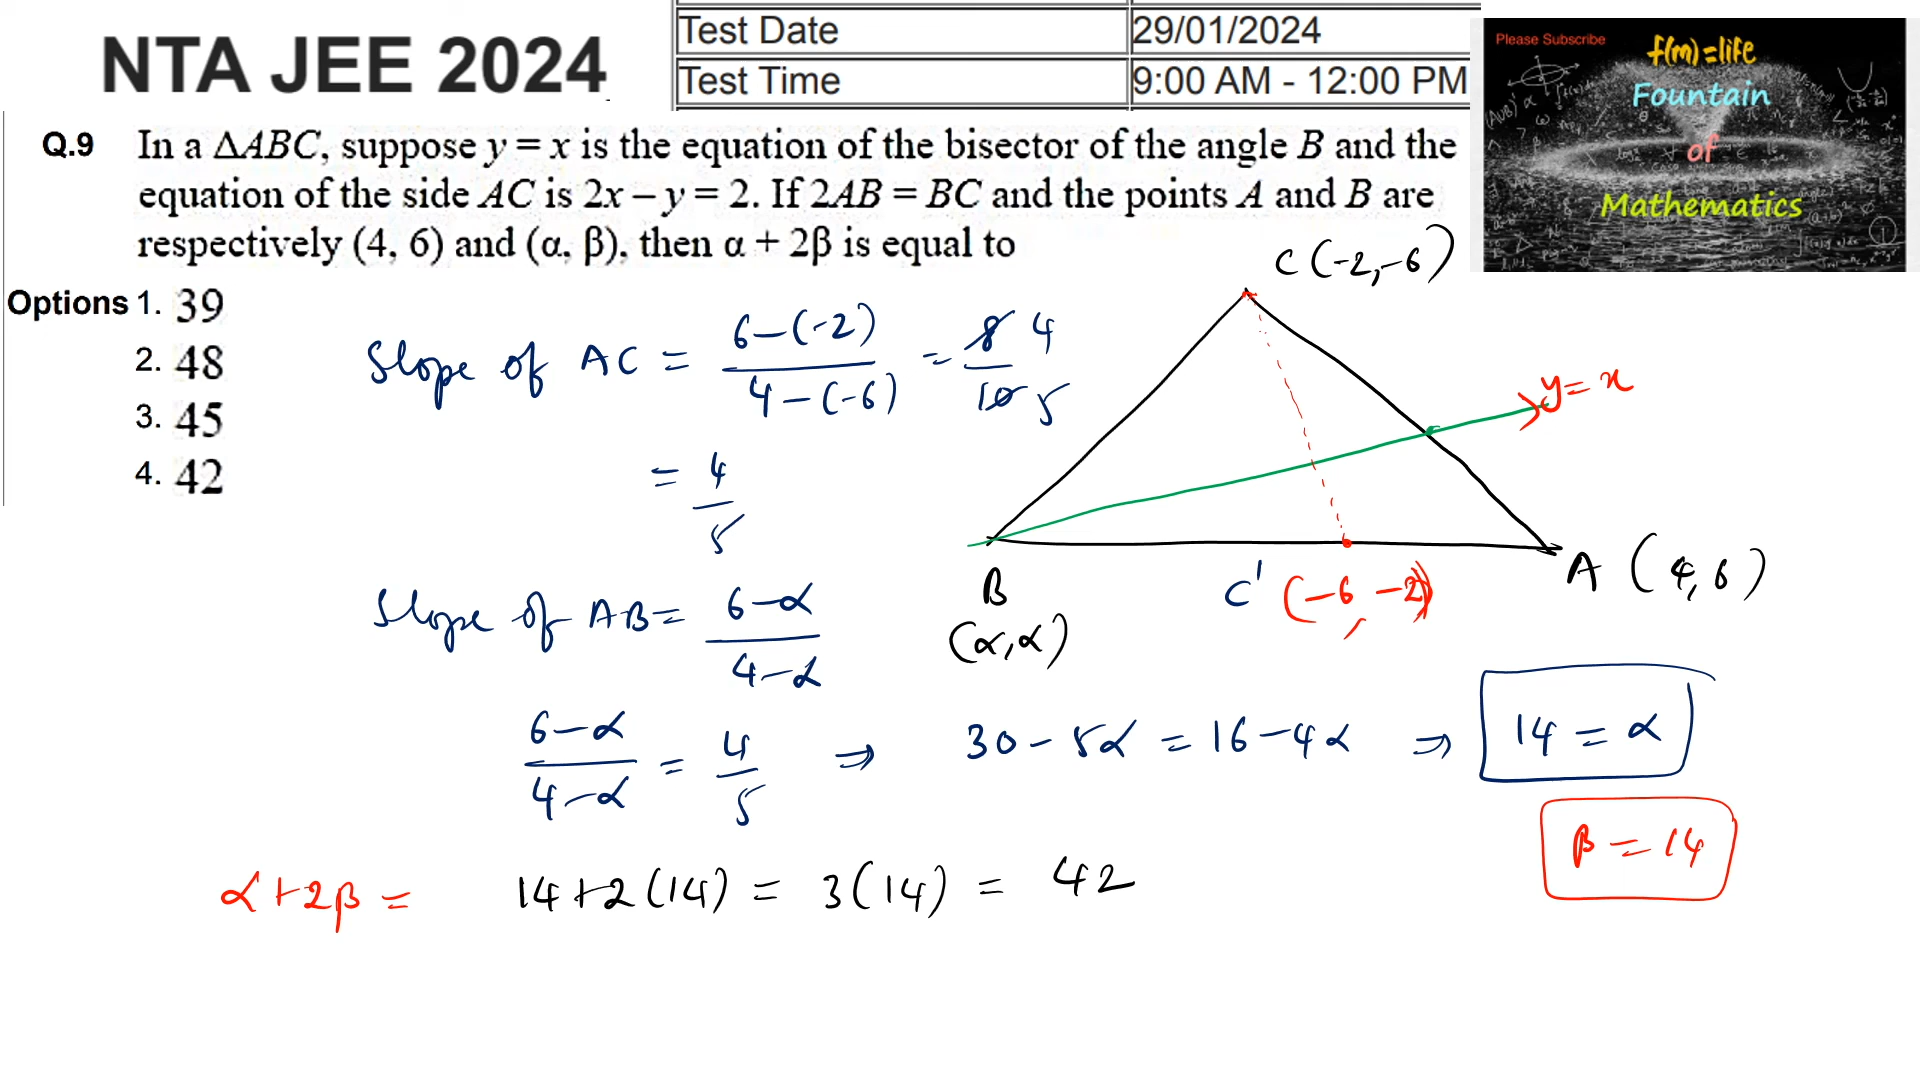 NTA JEE 2024
Test Date 29/01/2024
Test Time 9:00 AM - 12:00 PM
Please Subscribe
f(m)=life
Fountain
of
Mathematics
Q.9 In a ΔABC, suppose y = x is the equation of the bisector of the angle B and the
equation of the side AC is 2x – y = 2. If 2AB = BC and the points A and B are
respectively (4, 6) and (α, β), then α + 2β is equal to
Options 1. 39
2. 48
3. 45
4. 42
C (-2,-6)
y = x
B
(α,α)
C' (-6, -2)
A (4,6)
Slope of AC = 6-(-2) / 4-(-6) = 8 4 / 10 5
= 4/5
Slope of AB = 6-α / 4-α
6-α / 4-α = 4/5 ⇒ 30 - 5α = 16 - 4α ⇒ 14 = α
β = 14
α+2β = 14+2(14) = 3(14) = 42